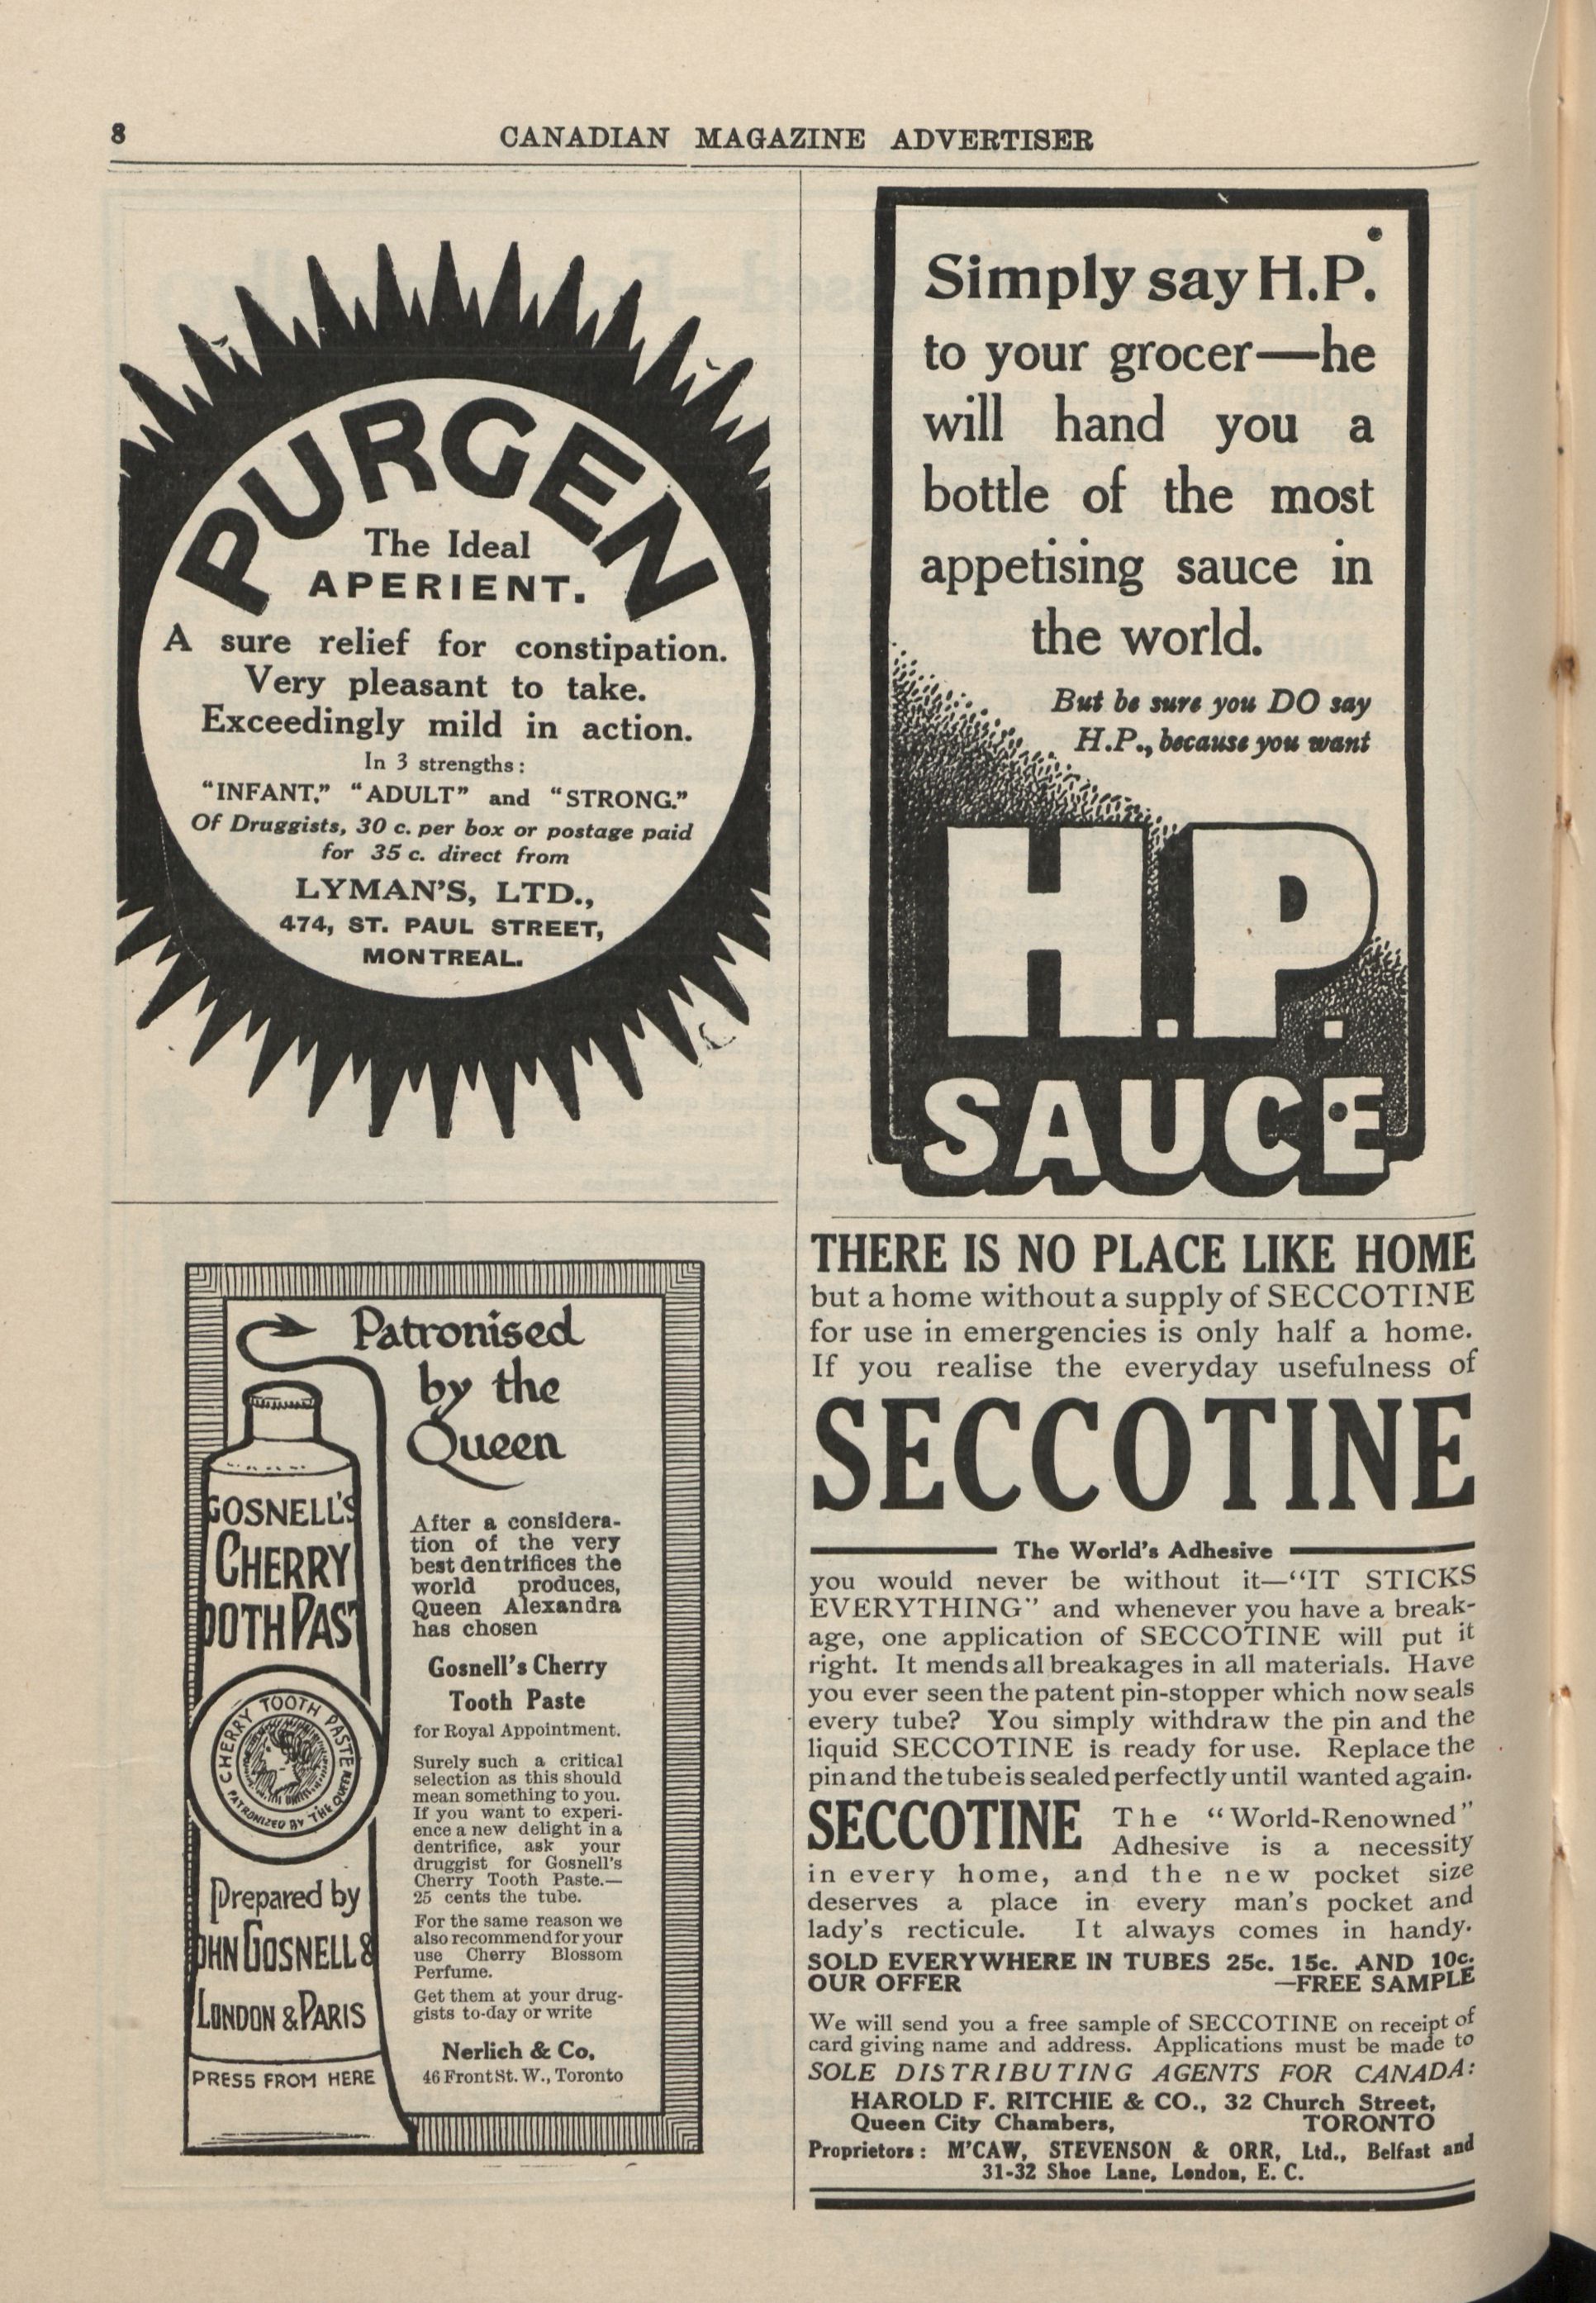 8
CANADIAN MAGAZINE ADVERTISER
PURGEN
The Ideal
APERIENT.
A sure relief for constipation.
Very pleasant to take.
Exceedingly mild in action.
In 3 strengths:
"INFANT," "ADULT" and "STRONG."
Of Druggists, 30 c. per box or postage paid
for 35 c. direct from
LYMAN'S, LTD.,
474, ST. PAUL STREET,
MONTREAL.
Simply say H.P.
to your grocer—he
will hand you a
bottle of the most
appetising sauce in
the world.
But be sure you DO say
H.P., because you want
H.P.
SAUCE
Patronised
by the
Queen
GOSNELL'S
CHERRY
OOTH PAST
CHERRY TOOTH PASTE
PATRONIZED BY THE QUEEN
Prepared by
OHN GOSNELL &
LONDON & PARIS
PRESS FROM HERE
After a considera-
tion of the very
best dentrifices the
world produces,
Queen Alexandra
has chosen
Gosnell's Cherry
Tooth Paste
for Royal Appointment.
Surely such a critical
selection as this should
mean something to you.
If you want to experi-
ence a new delight in a
dentrifice, ask your
druggist for Gosnell's
Cherry Tooth Paste.—
25 cents the tube.
For the same reason we
also recommend for your
use Cherry Blossom
Perfume.
Get them at your drug-
gists to-day or write
Nerlich & Co.
46 Front St. W., Toronto
THERE IS NO PLACE LIKE HOME
but a home without a supply of SECCOTINE
for use in emergencies is only half a home.
If you realise the everyday usefulness of
SECCOTINE
The World's Adhesive
you would never be without it—"IT STICKS
EVERYTHING" and whenever you have a break-
age, one application of SECCOTINE will put it
right. It mends all breakages in all materials. Have
you ever seen the patent pin-stopper which now seals
every tube? You simply withdraw the pin and the
liquid SECCOTINE is ready for use. Replace the
pin and the tube is sealed perfectly until wanted again.
SECCOTINE The "World-Renowned"
Adhesive is a necessity
in every home, and the new pocket size
deserves a place in every man's pocket and
lady's recticule. It always comes in handy.
SOLD EVERYWHERE IN TUBES 25c. 15c. AND 10c.
OUR OFFER —FREE SAMPLE
We will send you a free sample of SECCOTINE on receipt of
card giving name and address. Applications must be made to
SOLE DISTRIBUTING AGENTS FOR CANADA:
HAROLD F. RITCHIE & CO., 32 Church Street,
Queen City Chambers, TORONTO
Proprietors: M'CAW, STEVENSON & ORR, Ltd., Belfast and
31-32 Shoe Lane, London, E. C.